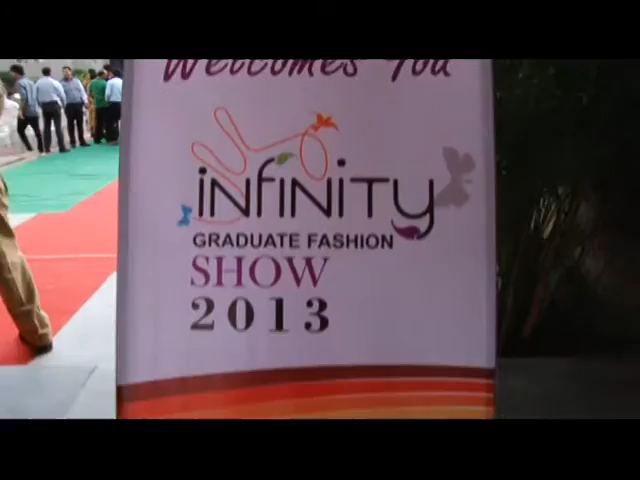 Welcomes You
iNFiNiTY
GRADUATE FASHION
SHOW
2013